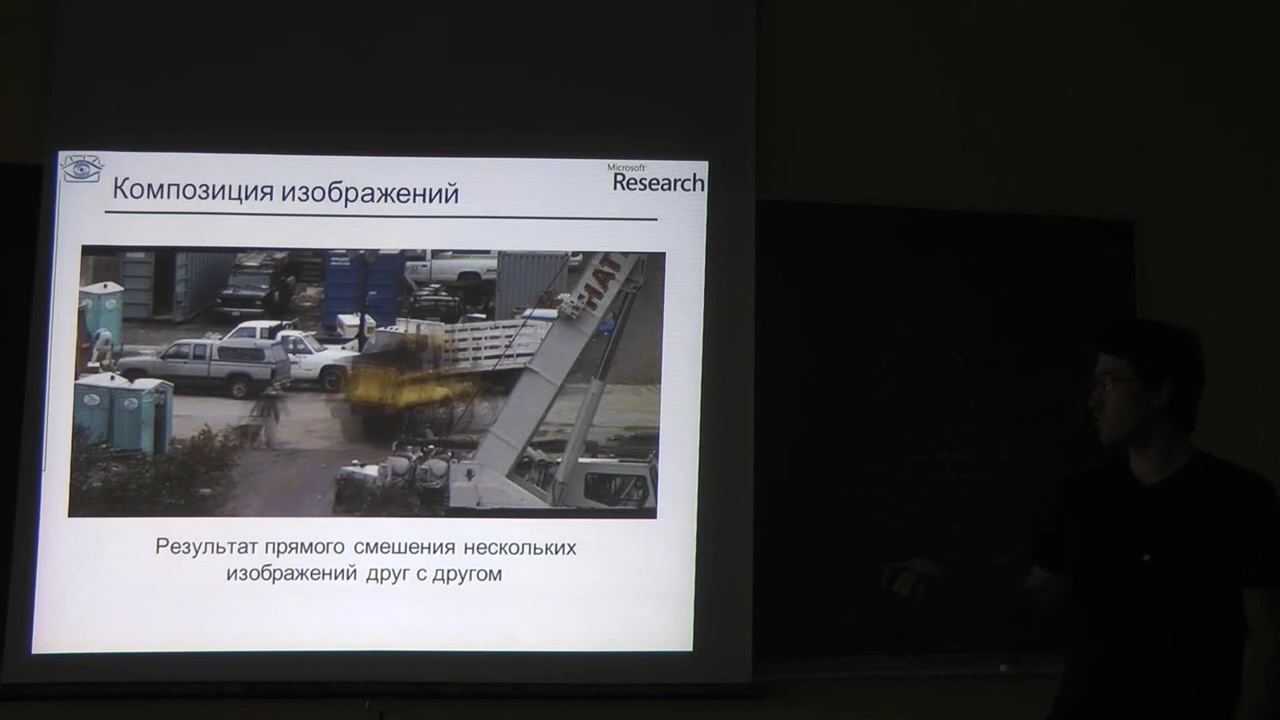 Microsoft
Research
Композиция изображений
HAT
Результат прямого смешения нескольких
изображений друг с другом